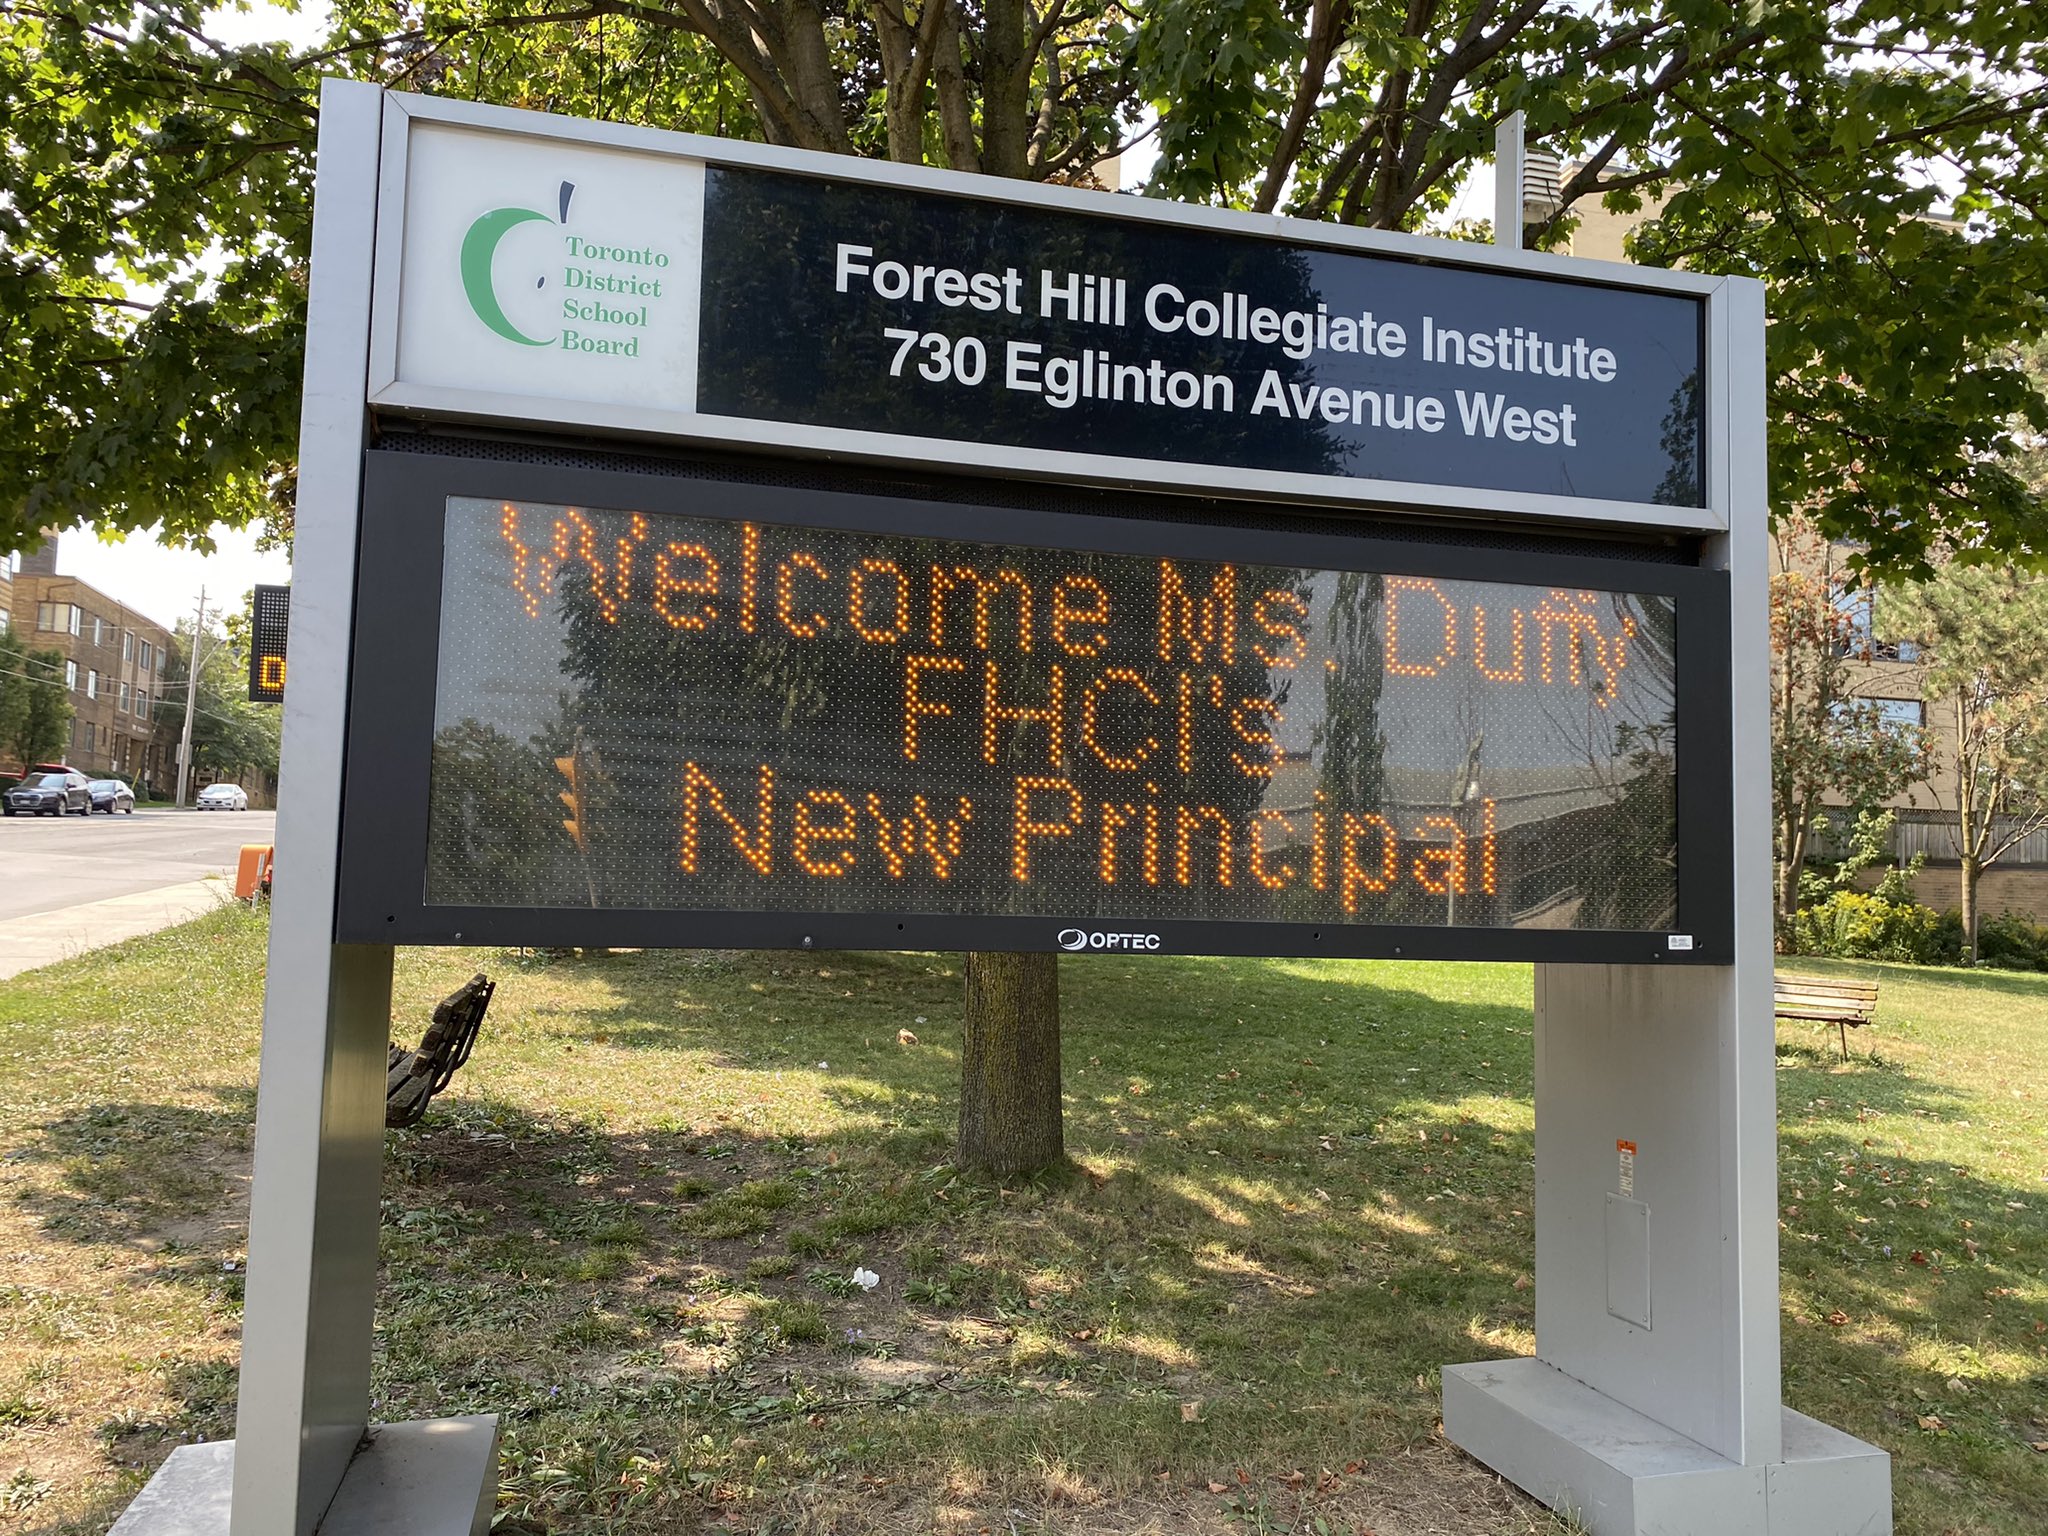 Toronto
District
School
Board
Forest Hill Collegiate Institute
730 Eglinton Avenue West
Welcome Ms. Duffy
FHCI's
New Principal
OPTEC